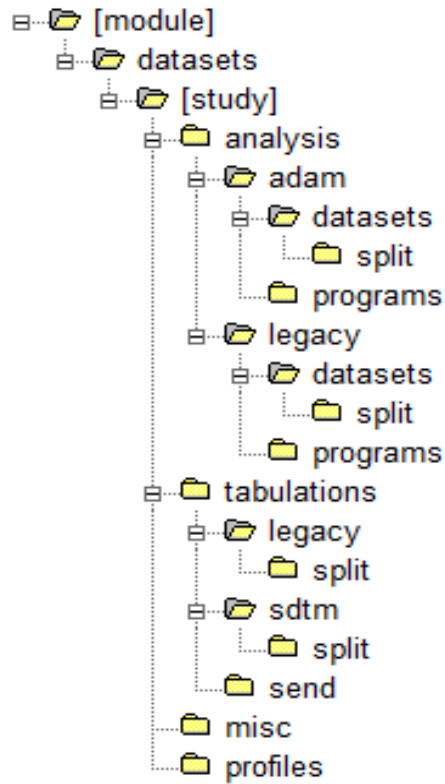 [module]
datasets
[study]
analysis
adam
datasets
split
programs
legacy
datasets
split
programs
tabulations
legacy
split
sdtm
split
send
misc
profiles